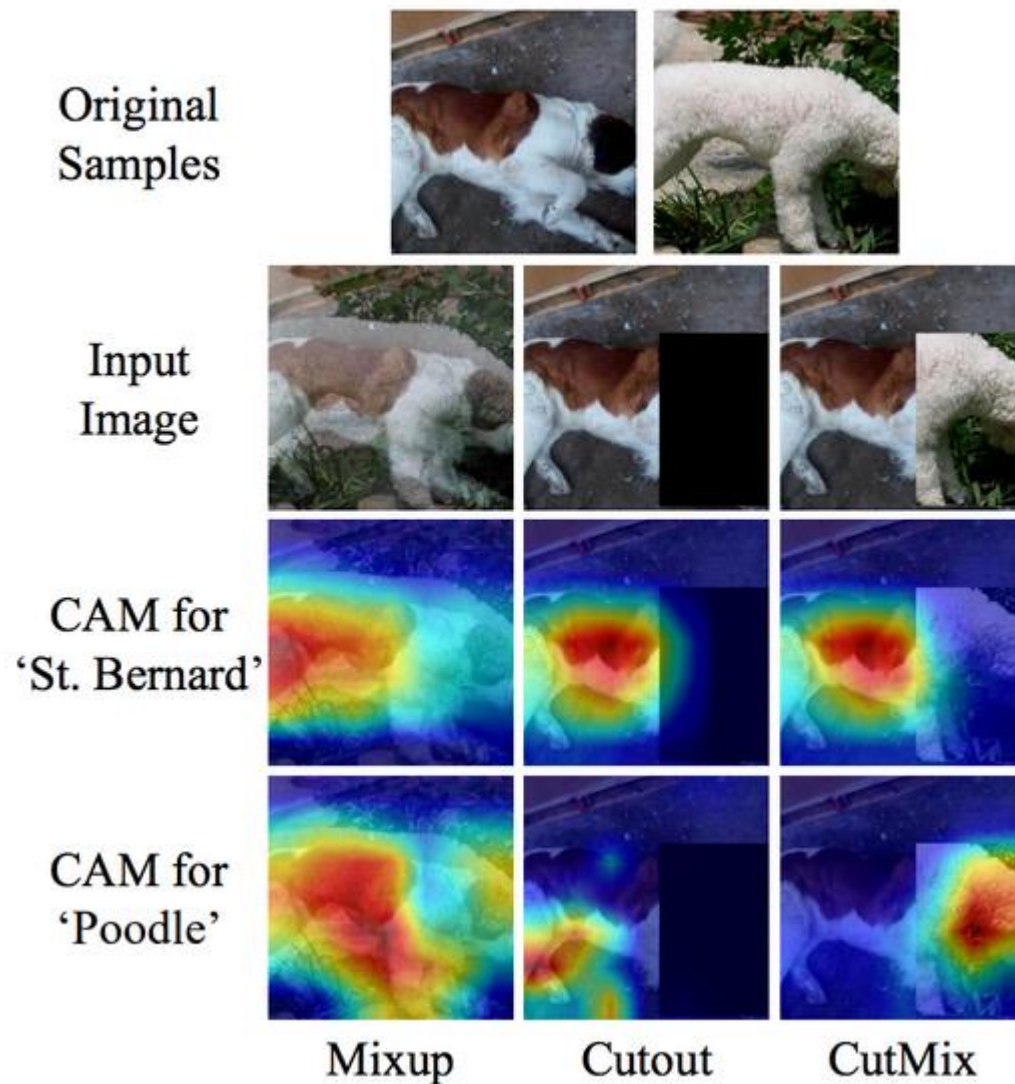 Original
Samples
Input
Image
CAM for
‘St. Bernard’
CAM for
‘Poodle’
Mixup Cutout CutMix